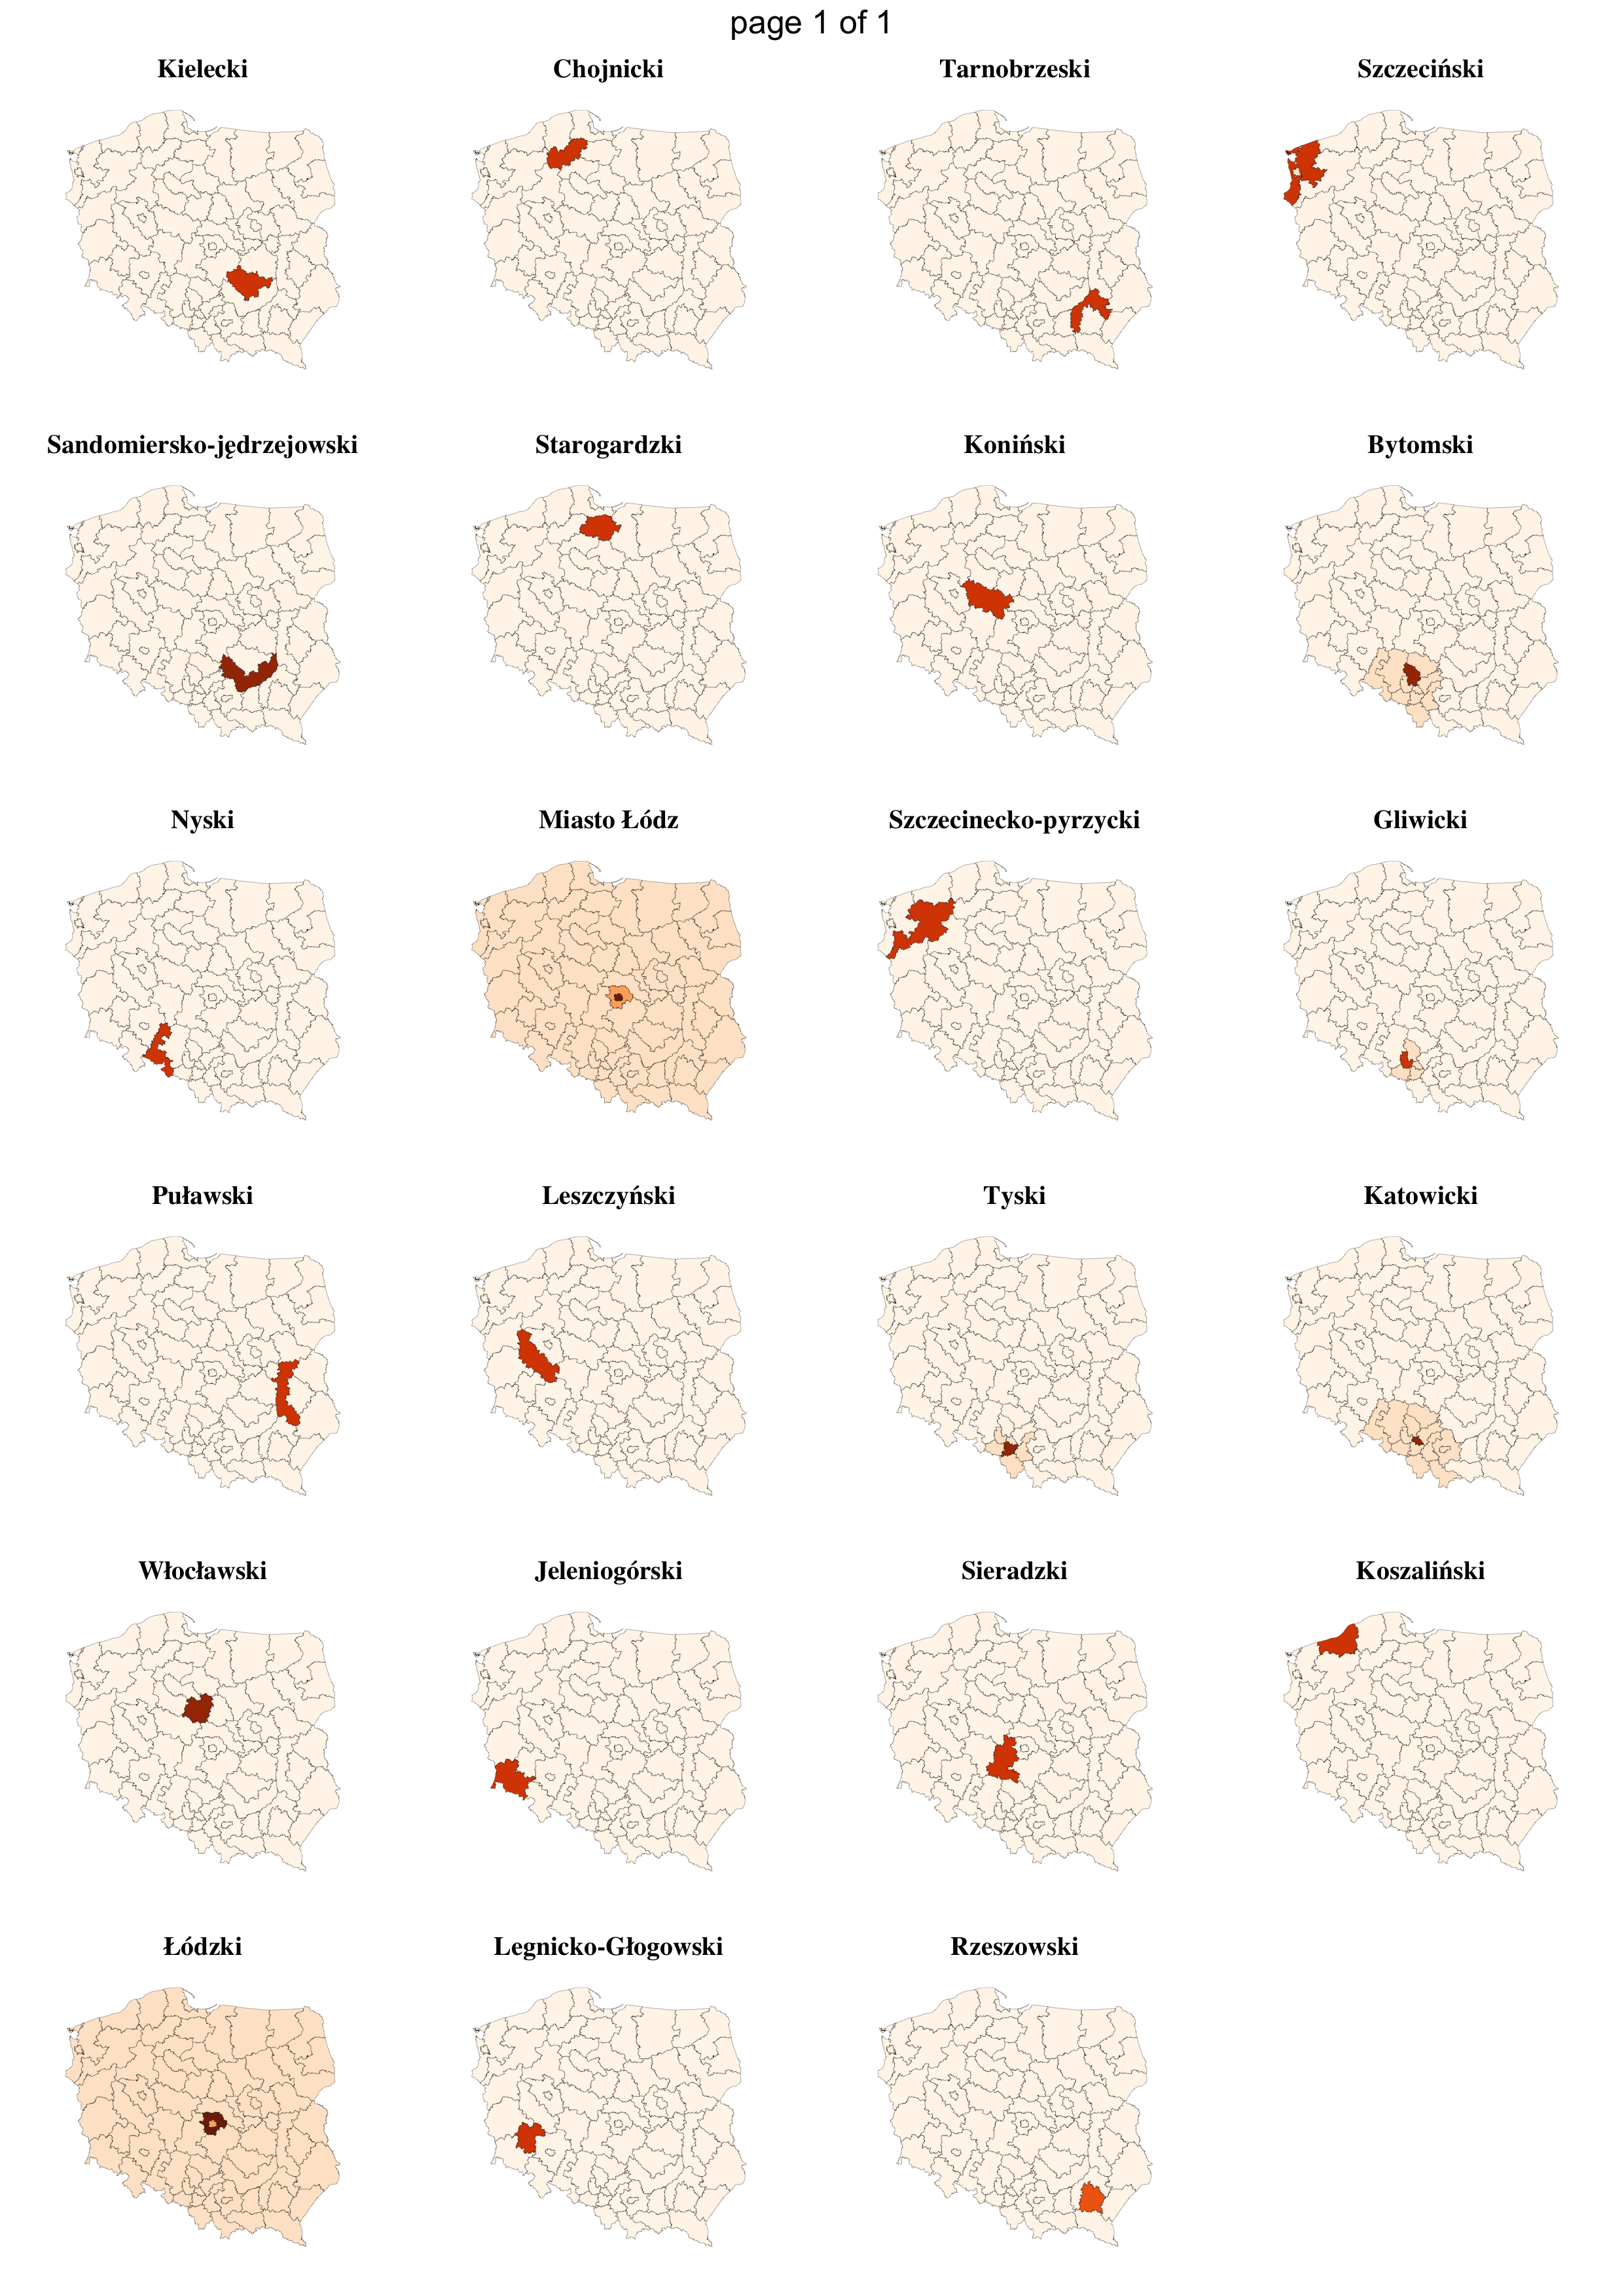 page 1 of 1
Kielecki
Chojnicki
Tarnobrzeski
Szczeciński
Sandomiersko-jędrzejowski
Starogardzki
Koniński
Bytomski
Nyski
Miasto Łódz
Szczecinecko-pyrzycki
Gliwicki
Puławski
Leszczyński
Tyski
Katowicki
Włocławski
Jeleniogórski
Sieradzki
Koszaliński
Łódzki
Legnicko-Głogowski
Rzeszowski